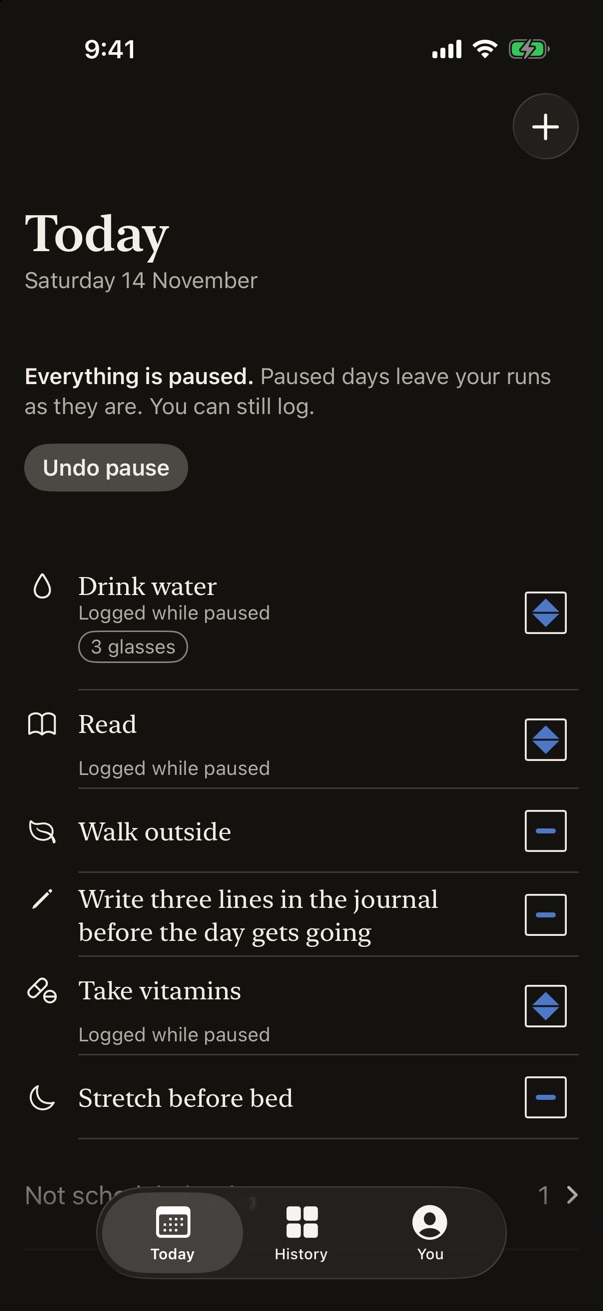 9:41
Today
Saturday 14 November
Everything is paused. Paused days leave your runs
as they are. You can still log.
Undo pause
Drink water
Logged while paused
3 glasses
Read
Logged while paused
Walk outside
Write three lines in the journal
before the day gets going
Take vitamins
Logged while paused
Stretch before bed
Not
1
Today
History
You